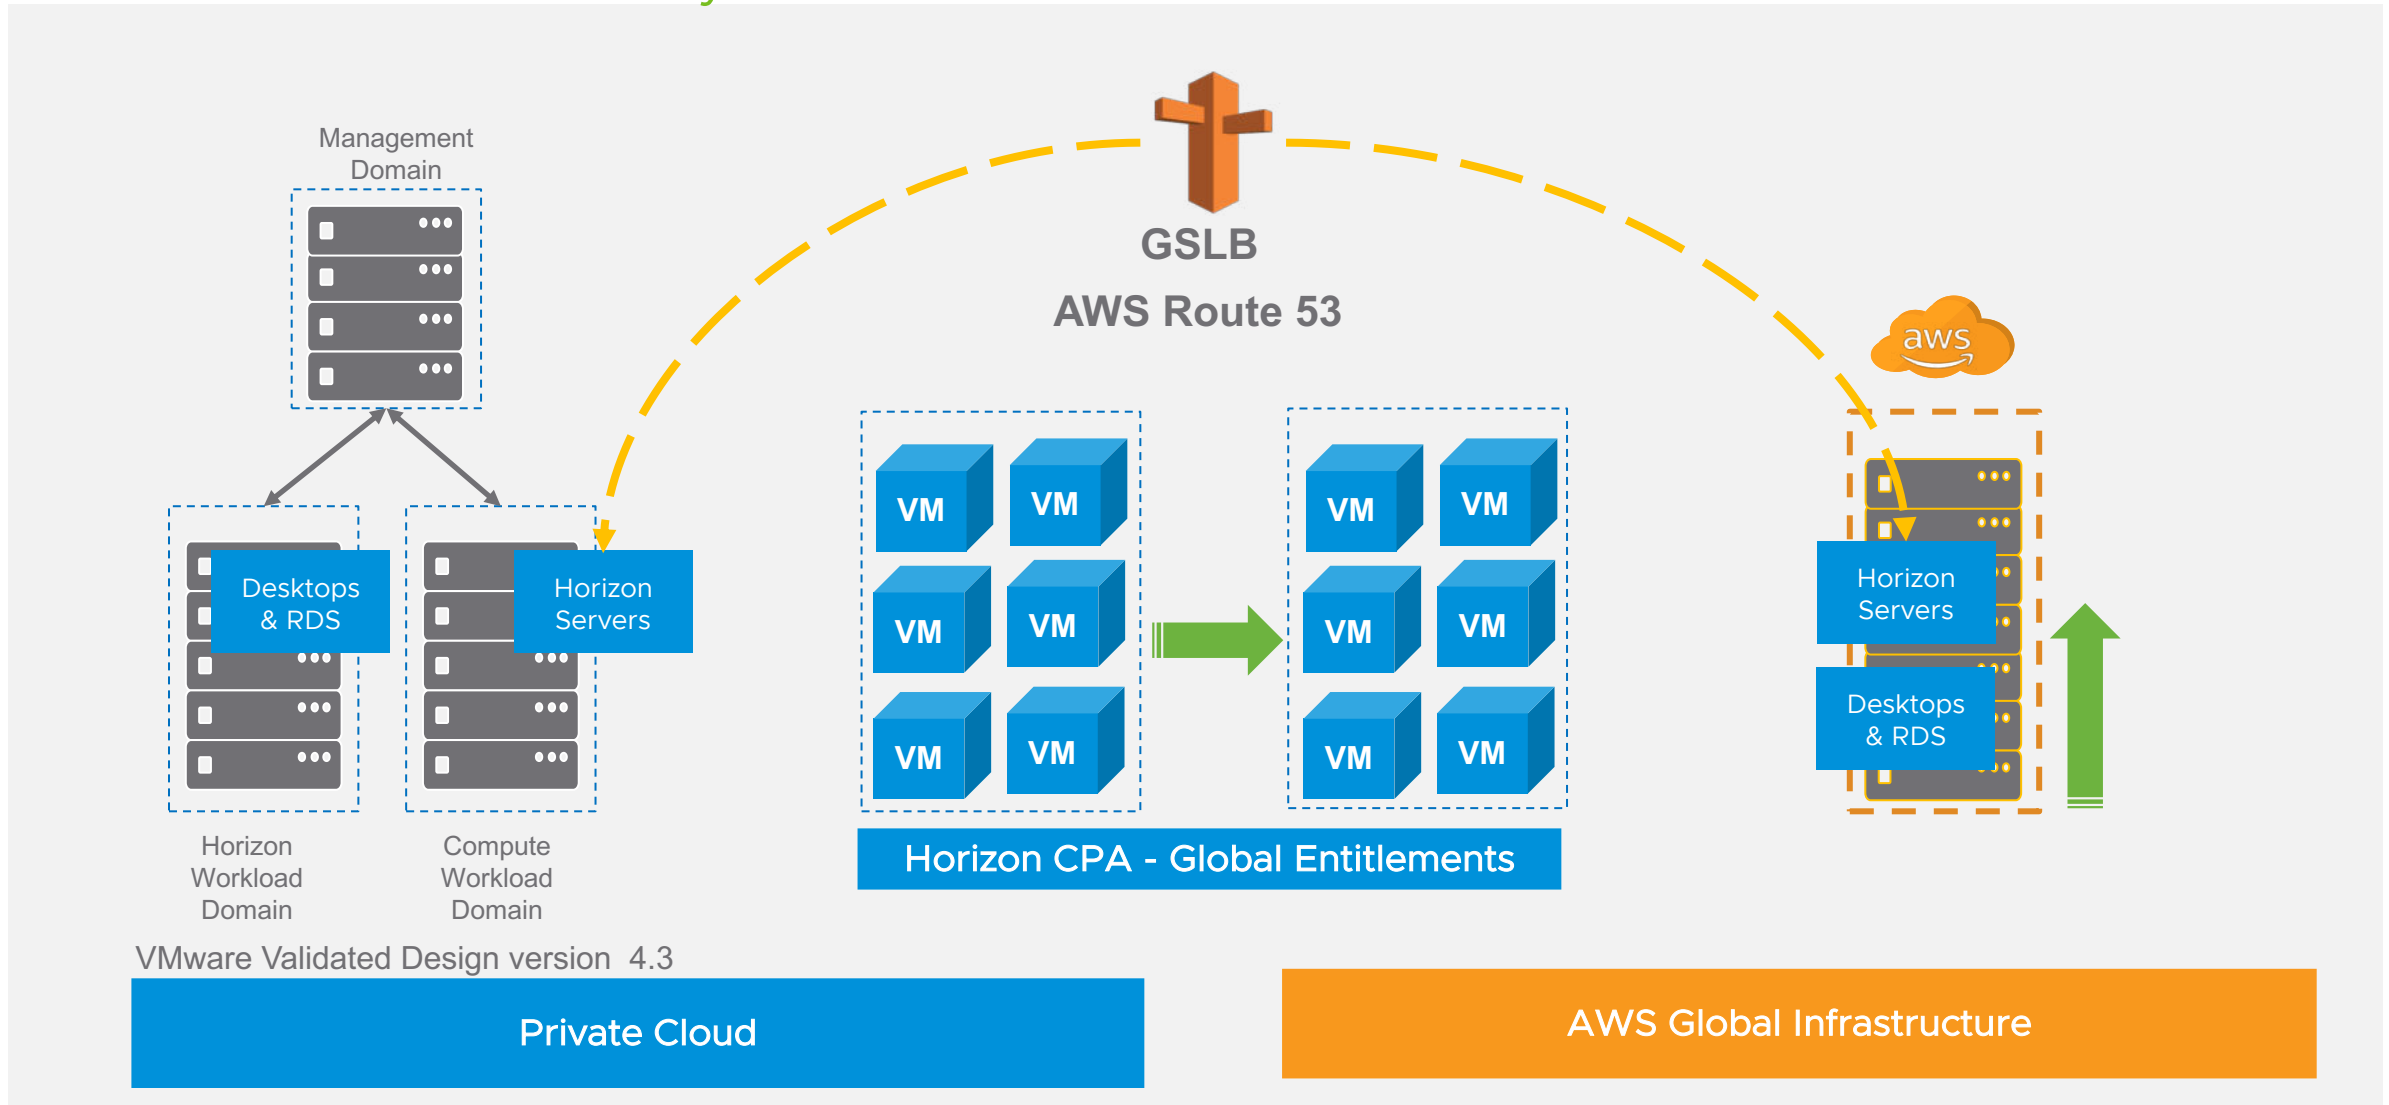 Management
Domain
GSLB
AWS Route 53
aws
VM
VM
VM
VM
VM
VM
VM
VM
VM
VM
VM
VM
Desktops
& RDS
Horizon
Servers
Horizon
Servers
Desktops
& RDS
Horizon CPA - Global Entitlements
Horizon
Workload
Domain
Compute
Workload
Domain
VMware Validated Design version 4.3
Private Cloud
AWS Global Infrastructure